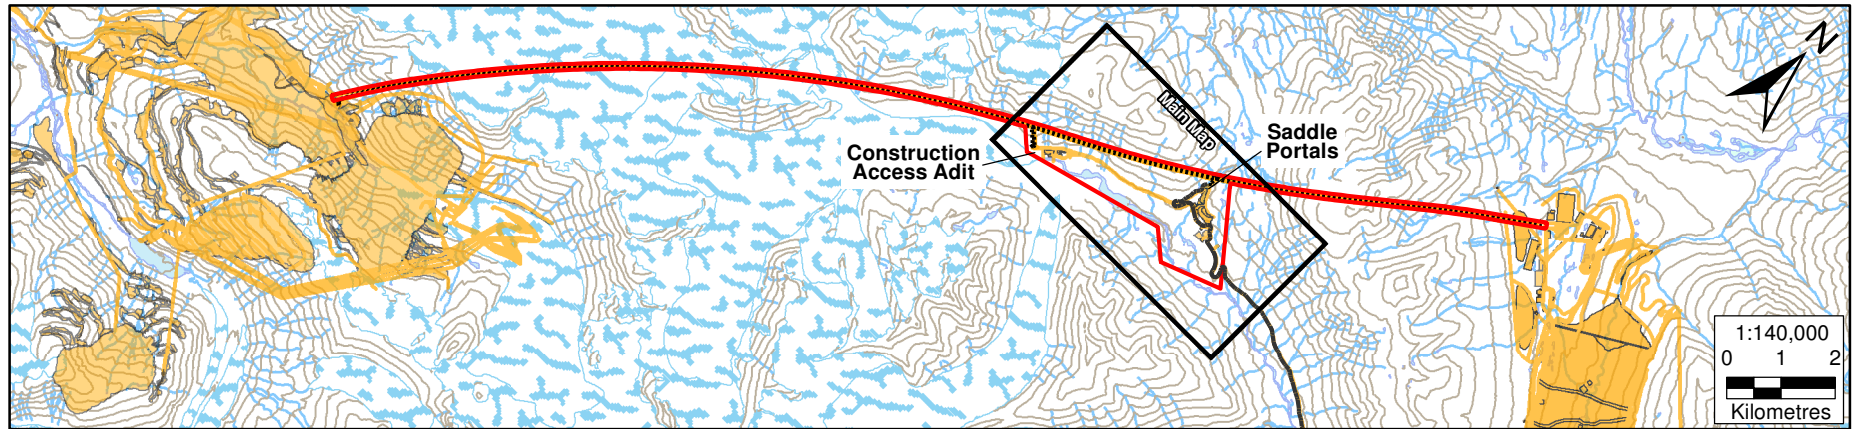 N
Main Map
Saddle
Portals
Construction
Access Adit
1:140,000
0 1 2
Kilometres